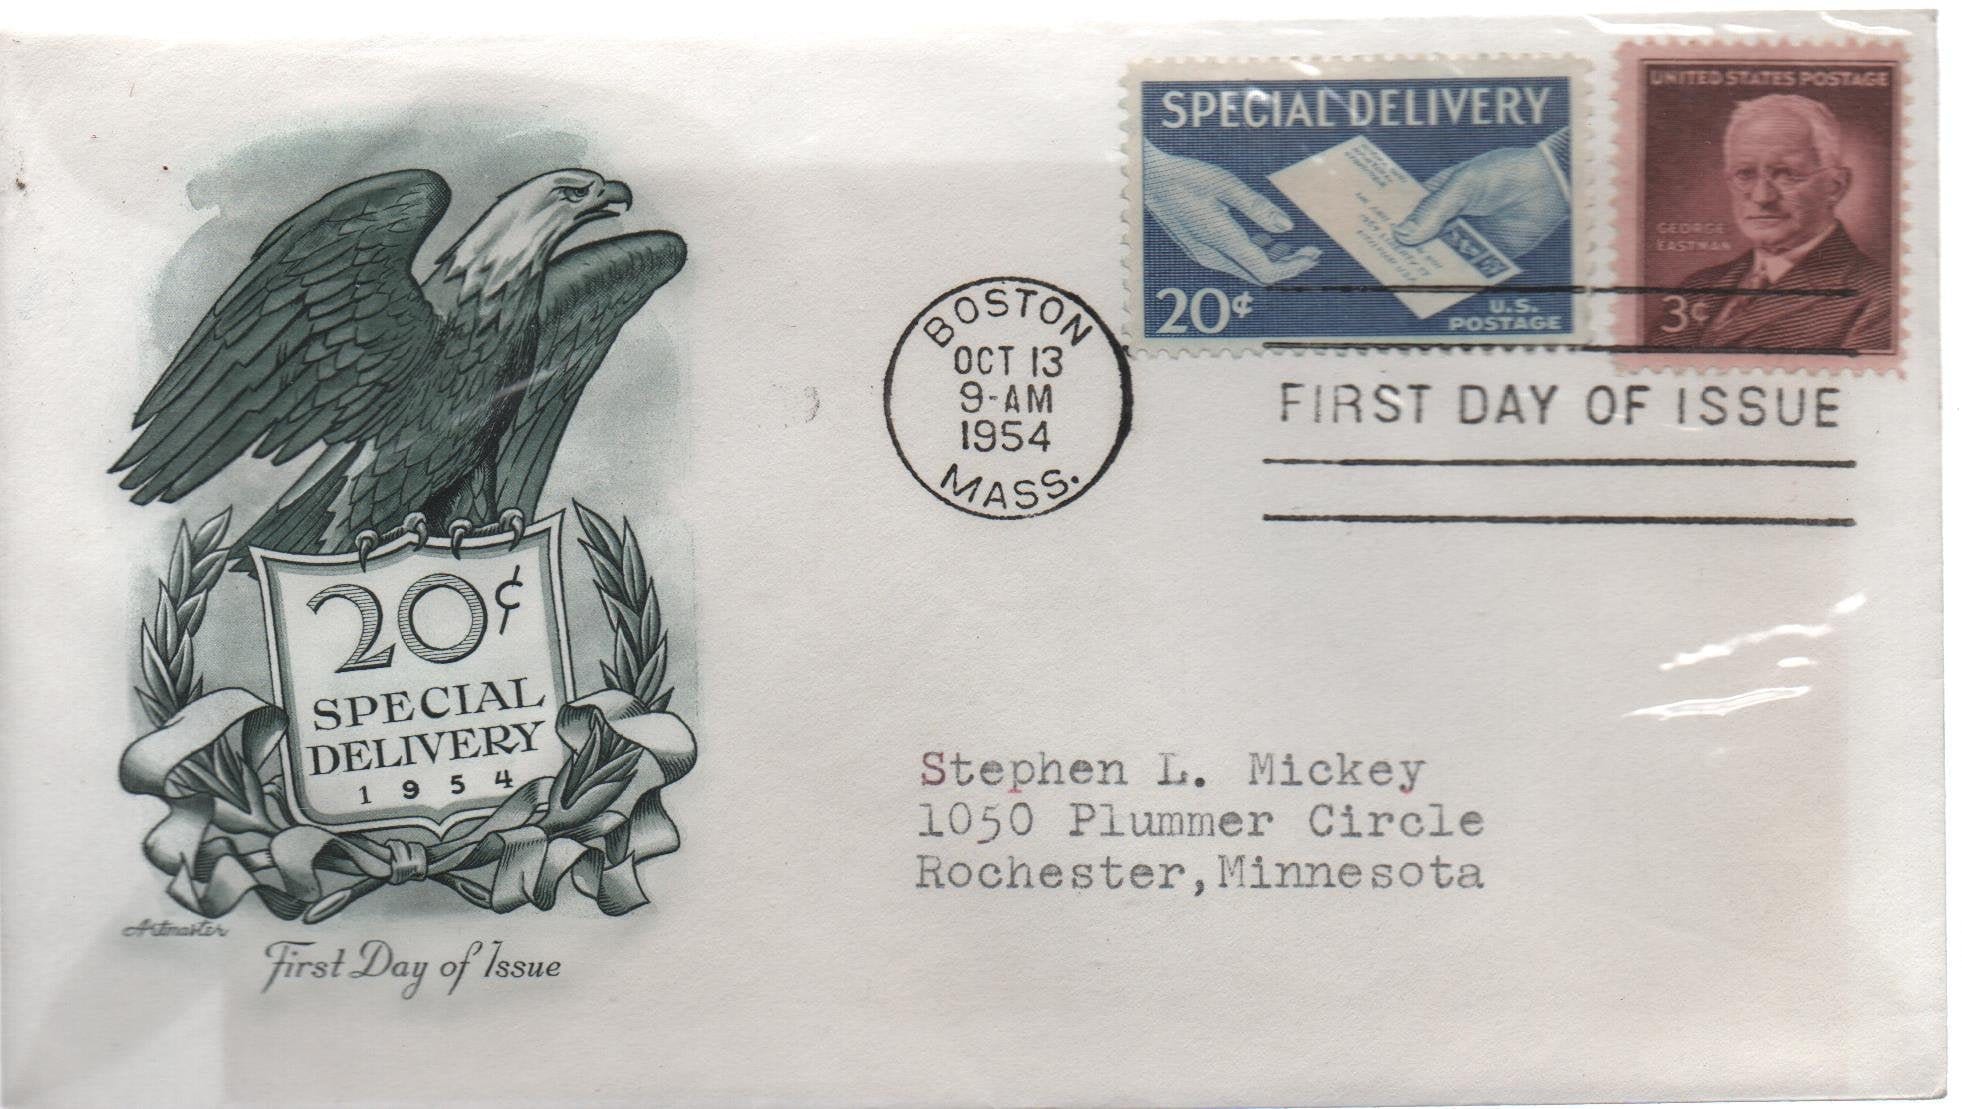 SPECIAL DELIVERY
20¢
U.S.
POSTAGE
UNITED STATES POSTAGE
GEORGE
EASTMAN
3¢
BOSTON
OCT 13
9-AM
1954
MASS.
FIRST DAY OF ISSUE
20¢
SPECIAL
DELIVERY
1954
Artmaster
First Day of Issue
Stephen L. Mickey
1050 Plummer Circle
Rochester,Minnesota